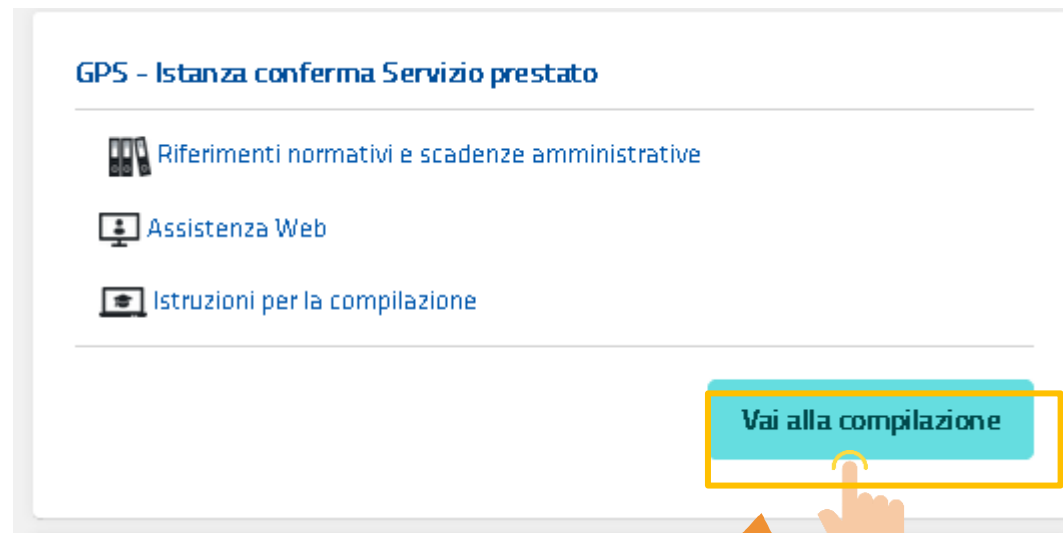 GPS - Istanza conferma Servizio prestato
Riferimenti normativi e scadenze amministrative
Assistenza Web
Istruzioni per la compilazione
Vai alla compilazione